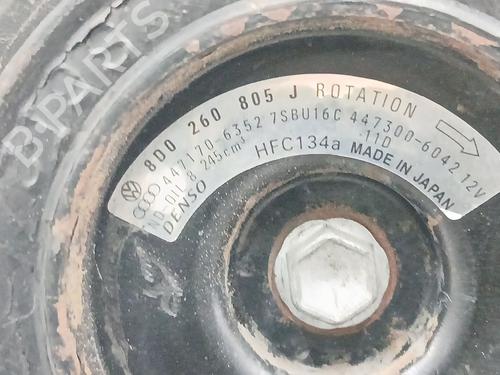 8D0 260 805 J ROTATION
447170-6352 7SBU16C 447300-6042 12V
ND-OIL 8 245cm³ HFC134a 11D
DENSO MADE IN JAPAN
B-PARTS